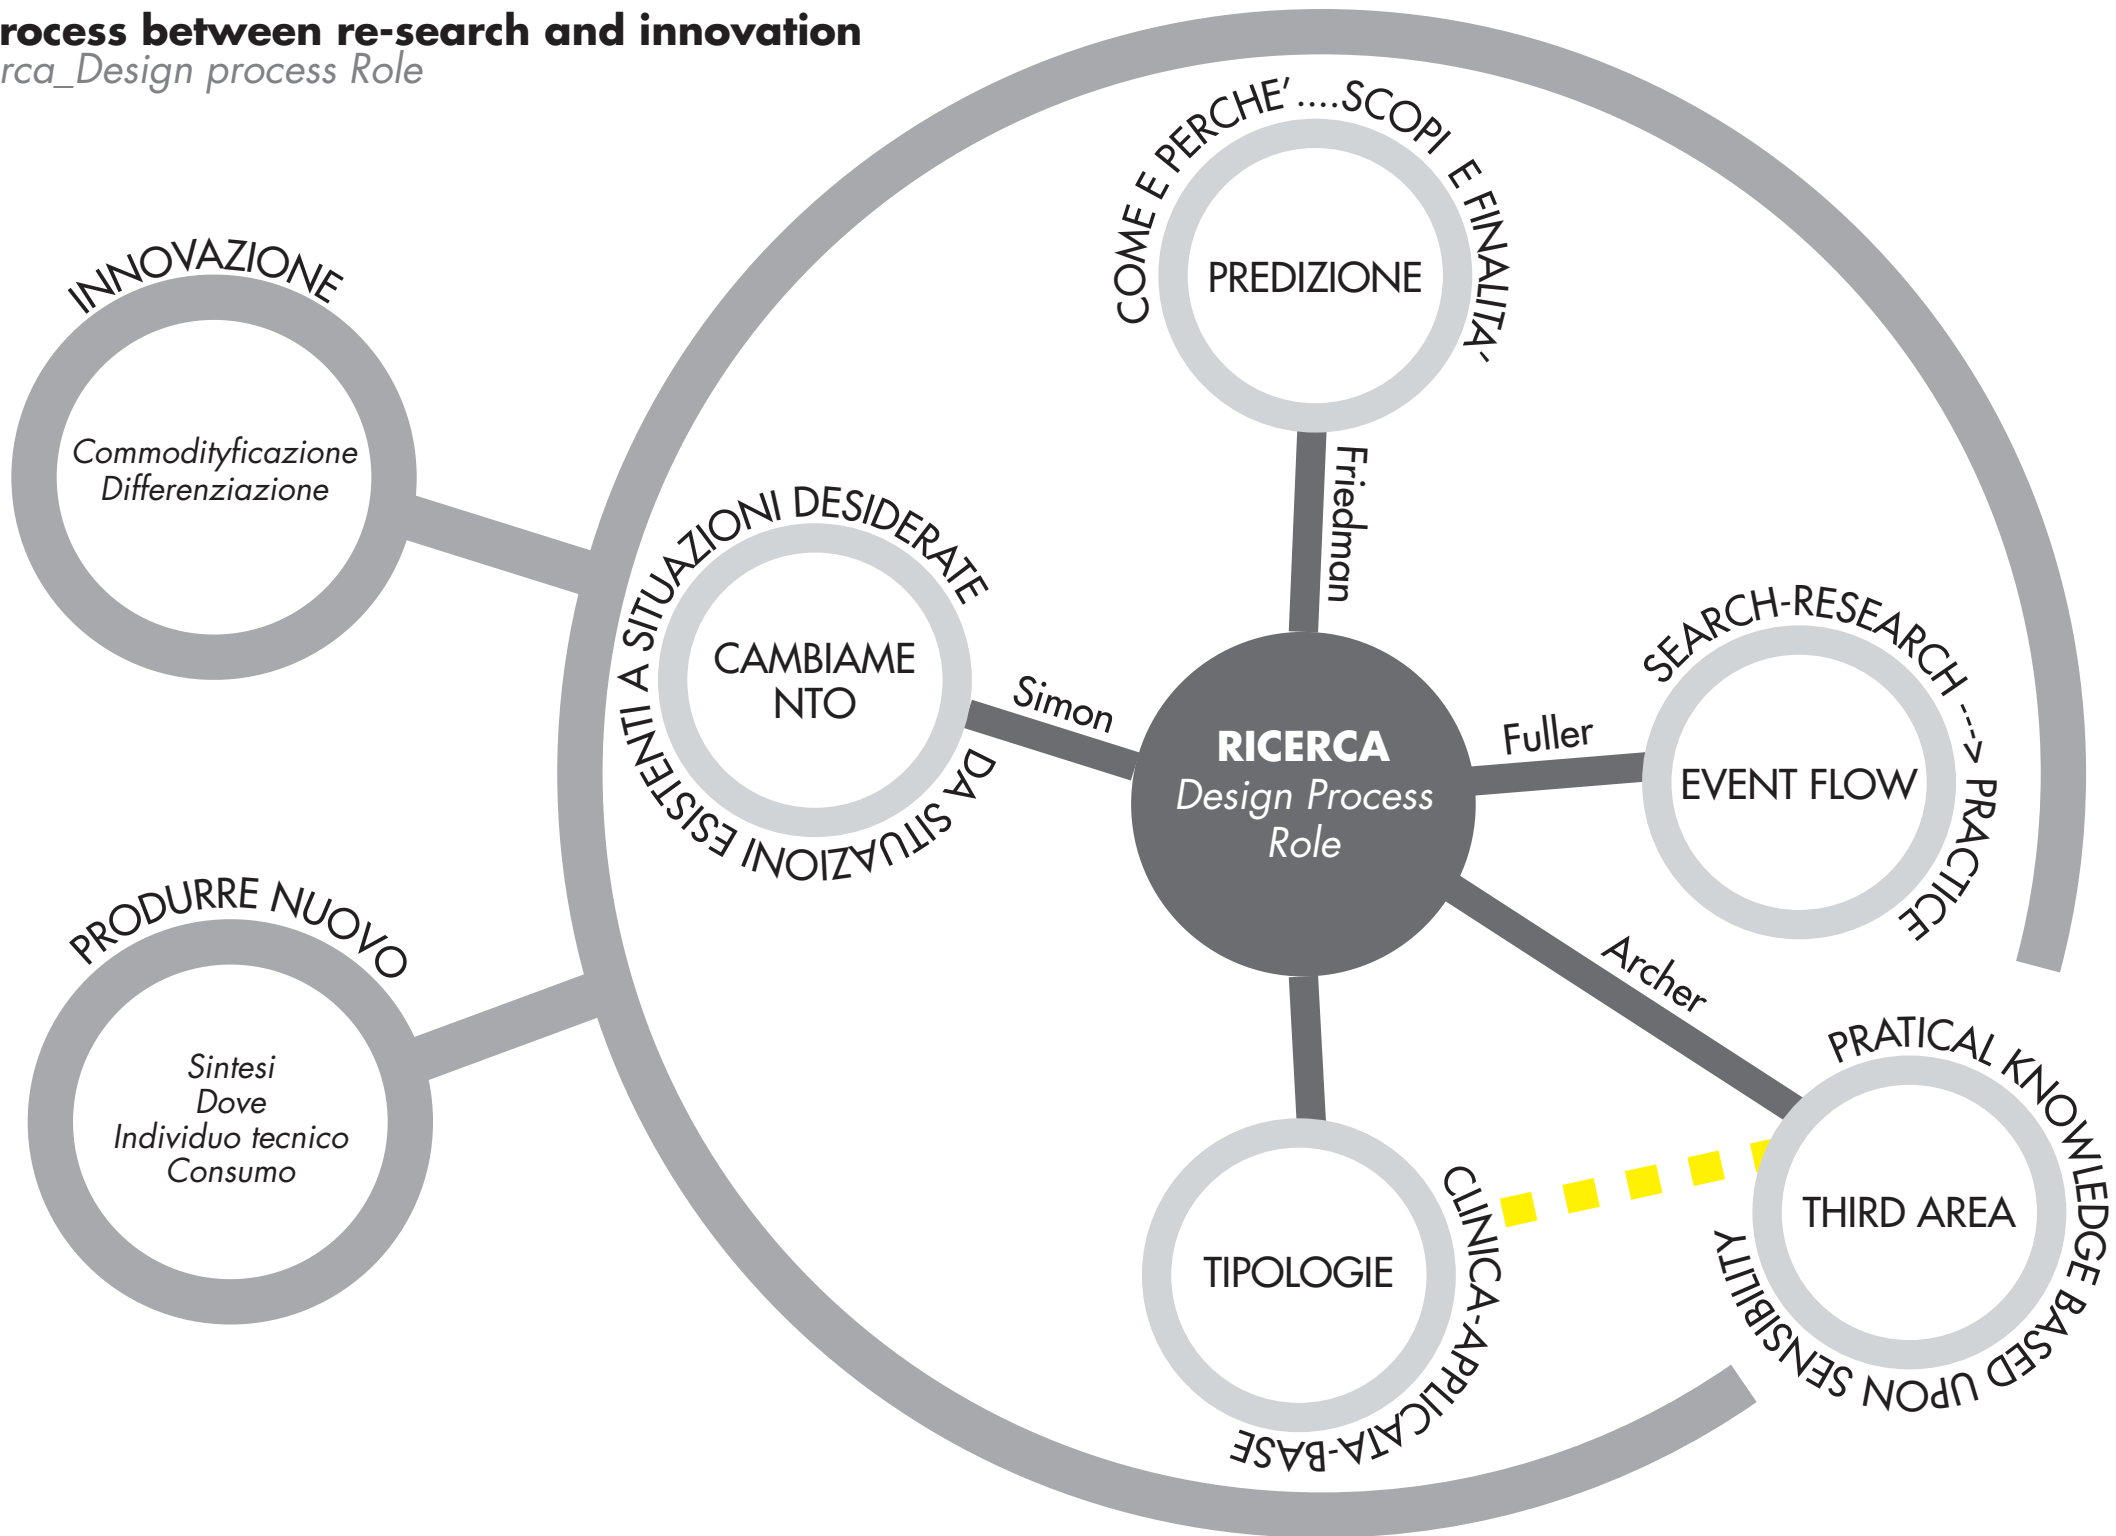 rocess between re-search and innovation
rca_Design process Role
INNOVAZIONE
Commodityficazione
Differenziazione
PRODURRE NUOVO
Sintesi
Dove
Individuo tecnico
Consumo
COME E PERCHE'....SCOPI E FINALITA-
PREDIZIONE
Friedman
DA SITUAZIONI ESISTENTI A SITUAZIONI DESIDERATE
CAMBIAME
NTO
Simon
RICERCA
Design Process
Role
Fuller
SEARCH-RESEARCH ----> PRACTICE
EVENT FLOW
Archer
PRATICAL KNOWLEDGE BASED UPON SENSIBILITY
THIRD AREA
CLINICA-APPLICATA-BASE
TIPOLOGIE